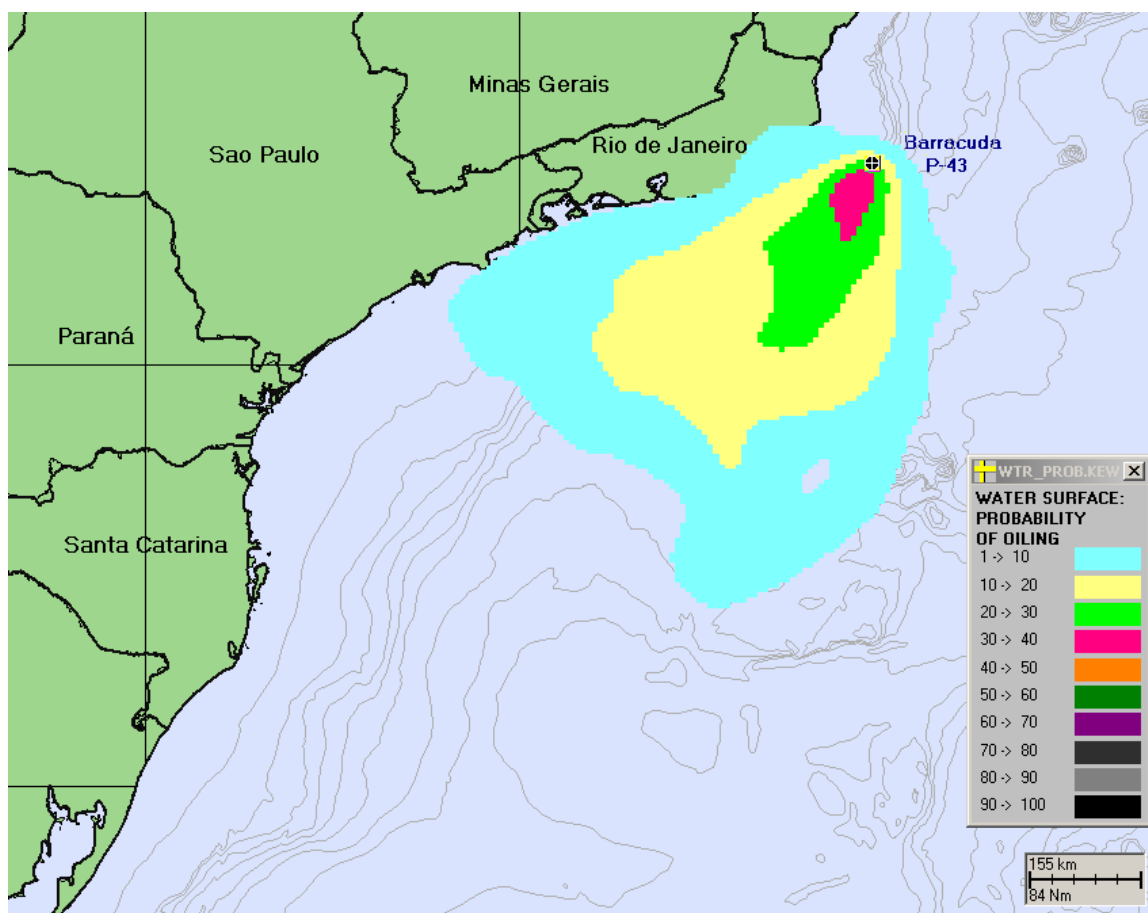 Minas Gerais
Rio de Janeiro
Barracuda
P-43
Sao Paulo
Paraná
Santa Catarina
WTR_PROB.KEW
WATER SURFACE:
PROBABILITY
OF OILING
1 -> 10
10 -> 20
20 -> 30
30 -> 40
40 -> 50
50 -> 60
60 -> 70
70 -> 80
80 -> 90
90 -> 100
155 km
84 Nm